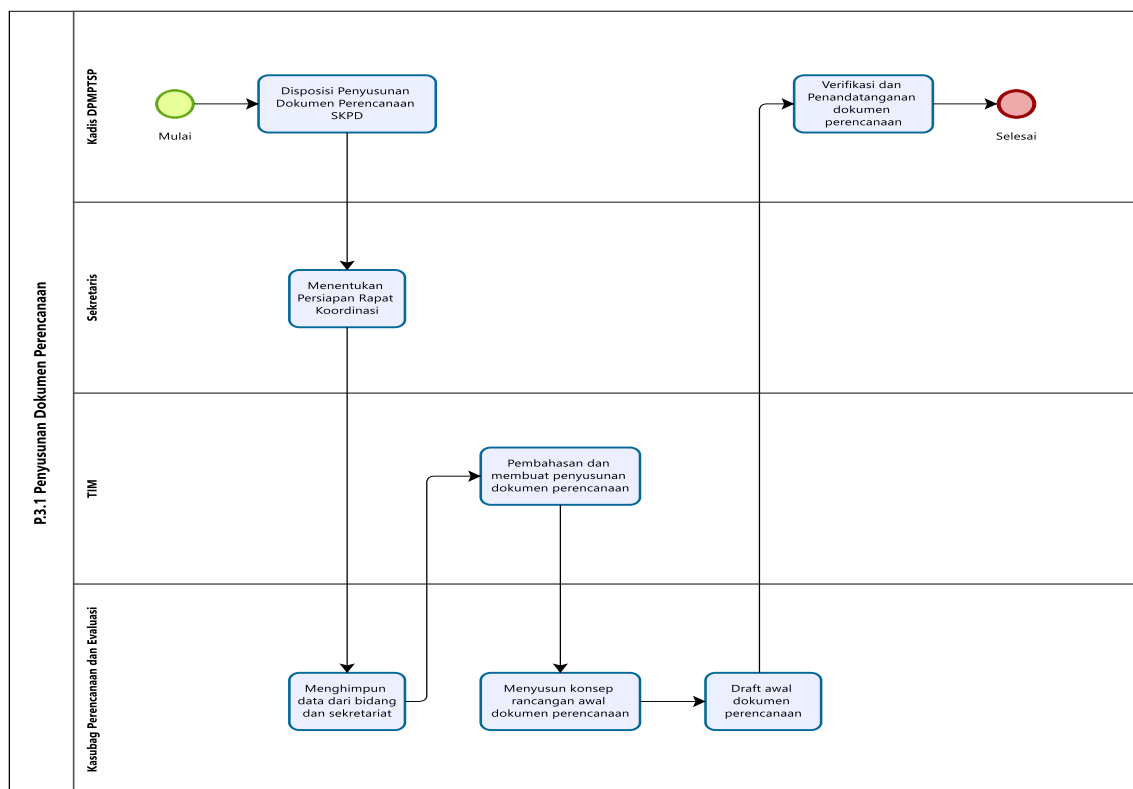 P.3.1 Penyusunan Dokumen Perencanaan
Kadis DPMPTSP
Mulai
Disposisi Penyusunan
Dokumen Perencanaan
SKPD
Verifikasi dan
Penandatanganan
dokumen
perencanaan
Selesai
Sekretaris
Menentukan
Persiapan Rapat
Koordinasi
TIM
Pembahasan dan
membuat penyusunan
dokumen perencanaan
Kasubag Perencanaan dan Evaluasi
Menghimpun
data dari bidang
dan sekretariat
Menyusun konsep
rancangan awal
dokumen perencanaan
Draft awal
dokumen
perencanaan